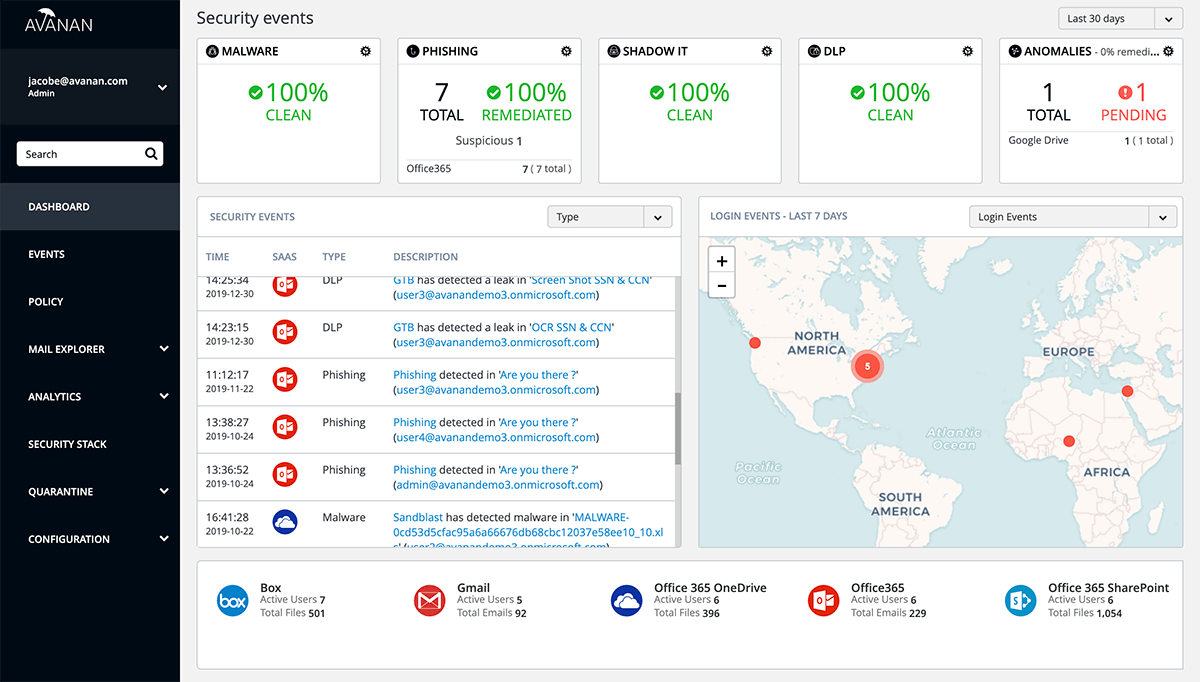 AVANAN
jacobe@avanan.com
Admin
Search
DASHBOARD
EVENTS
POLICY
MAIL EXPLORER
ANALYTICS
SECURITY STACK
QUARANTINE
CONFIGURATION
Security events
Last 30 days
MALWARE
100%
CLEAN
PHISHING
7
TOTAL
100%
REMEDIATED
Suspicious 1
Office365 7 ( 7 total )
SHADOW IT
100%
CLEAN
DLP
100%
CLEAN
ANOMALIES - 0% remedi...
1
TOTAL
1
PENDING
Google Drive 1 ( 1 total )
SECURITY EVENTS
Type
TIME SAAS TYPE DESCRIPTION
14:25:34 DLP GTB has detected a leak in 'Screen Shot SSN & CCN'
2019-12-30 (user3@avanandemo3.onmicrosoft.com)
14:23:15 DLP GTB has detected a leak in 'OCR SSN & CCN'
2019-12-30 (user3@avanandemo3.onmicrosoft.com)
11:12:17 Phishing Phishing detected in 'Are you there ?'
2019-11-22 (user3@avanandemo3.onmicrosoft.com)
13:38:27 Phishing Phishing detected in 'Are you there ?'
2019-10-24 (user4@avanandemo3.onmicrosoft.com)
13:36:52 Phishing Phishing detected in 'Are you there ?'
2019-10-24 (admin@avanandemo3.onmicrosoft.com)
16:41:28 Malware Sandblast has detected malware in 'MALWARE-
2019-10-22 0cd53d5cfac95a6a66676db68cbc12037e58ee10_10.xl
s' (user2@avanandemo3.onmicrosoft.com)
LOGIN EVENTS - LAST 7 DAYS
Login Events
+
−
NORTH
AMERICA
5
EUROPE
Atlantic
Ocean
Pacific
Ocean
AFRICA
SOUTH
AMERICA
box
Box
Active Users 7
Total Files 501
Gmail
Active Users 5
Total Emails 92
Office 365 OneDrive
Active Users 6
Total Files 396
Office365
Active Users 6
Total Emails 229
Office 365 SharePoint
Active Users 6
Total Files 1,054